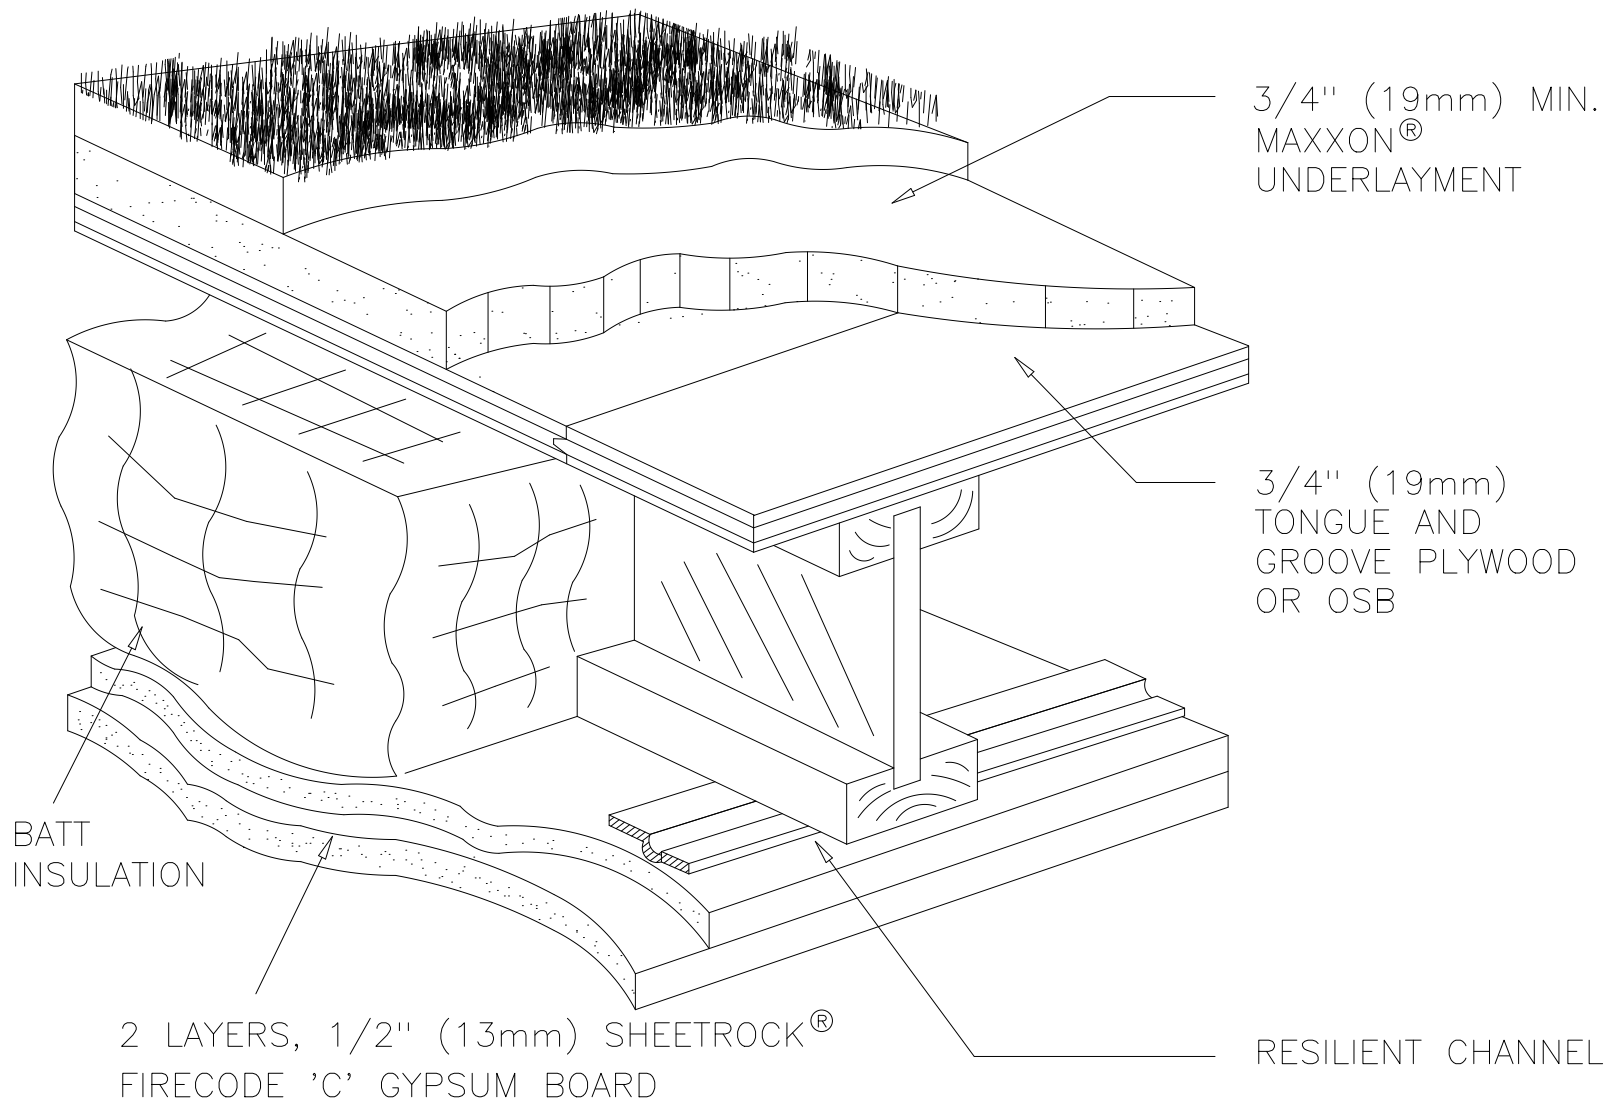 3/4" (19mm) MIN.
MAXXON®
UNDERLAYMENT
3/4" (19mm)
TONGUE AND
GROOVE PLYWOOD
OR OSB
BATT
INSULATION
2 LAYERS, 1/2" (13mm) SHEETROCK®
FIRECODE 'C' GYPSUM BOARD
RESILIENT CHANNEL